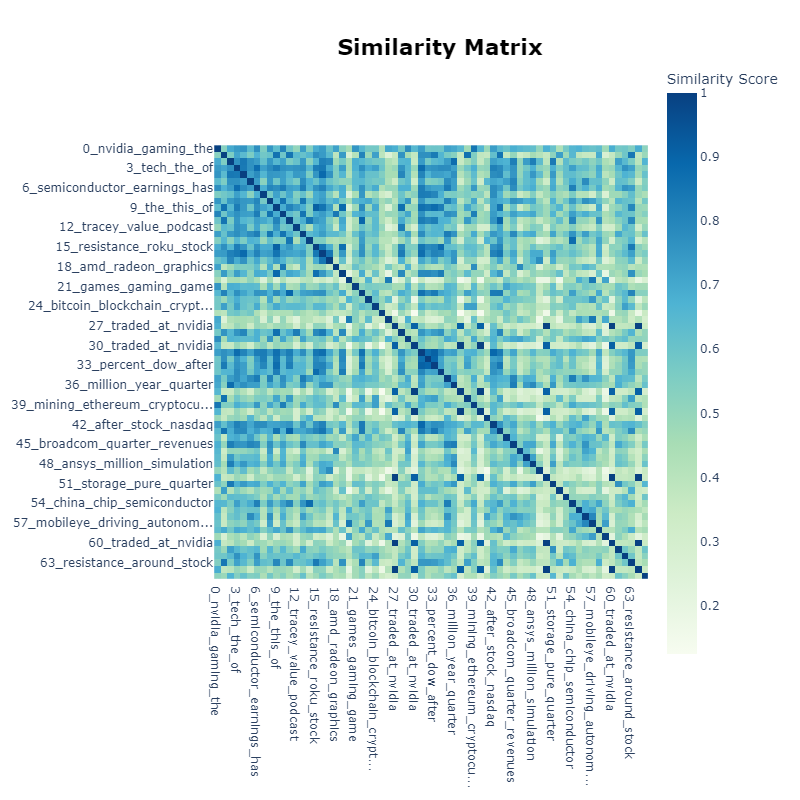 Similarity Matrix
Similarity Score
1
0.9
0.8
0.7
0.6
0.5
0.4
0.3
0.2
0_nvidia_gaming_the
3_tech_the_of
6_semiconductor_earnings_has
9_the_this_of
12_tracey_value_podcast
15_resistance_roku_stock
18_amd_radeon_graphics
21_games_gaming_game
24_bitcoin_blockchain_crypt...
27_traded_at_nvidia
30_traded_at_nvidia
33_percent_dow_after
36_million_year_quarter
39_mining_ethereum_cryptocu...
42_after_stock_nasdaq
45_broadcom_quarter_revenues
48_ansys_million_simulation
51_storage_pure_quarter
54_china_chip_semiconductor
57_mobileye_driving_autonom...
60_traded_at_nvidia
63_resistance_around_stock
0_nvidia_gaming_the
3_tech_the_of
6_semiconductor_earnings_has
9_the_this_of
12_tracey_value_podcast
15_resistance_roku_stock
18_amd_radeon_graphics
21_games_gaming_game
24_bitcoin_blockchain_crypt...
27_traded_at_nvidia
30_traded_at_nvidia
33_percent_dow_after
36_million_year_quarter
39_mining_ethereum_cryptocu...
42_after_stock_nasdaq
45_broadcom_quarter_revenues
48_ansys_million_simulation
51_storage_pure_quarter
54_china_chip_semiconductor
57_mobileye_driving_autonom...
60_traded_at_nvidia
63_resistance_around_stock